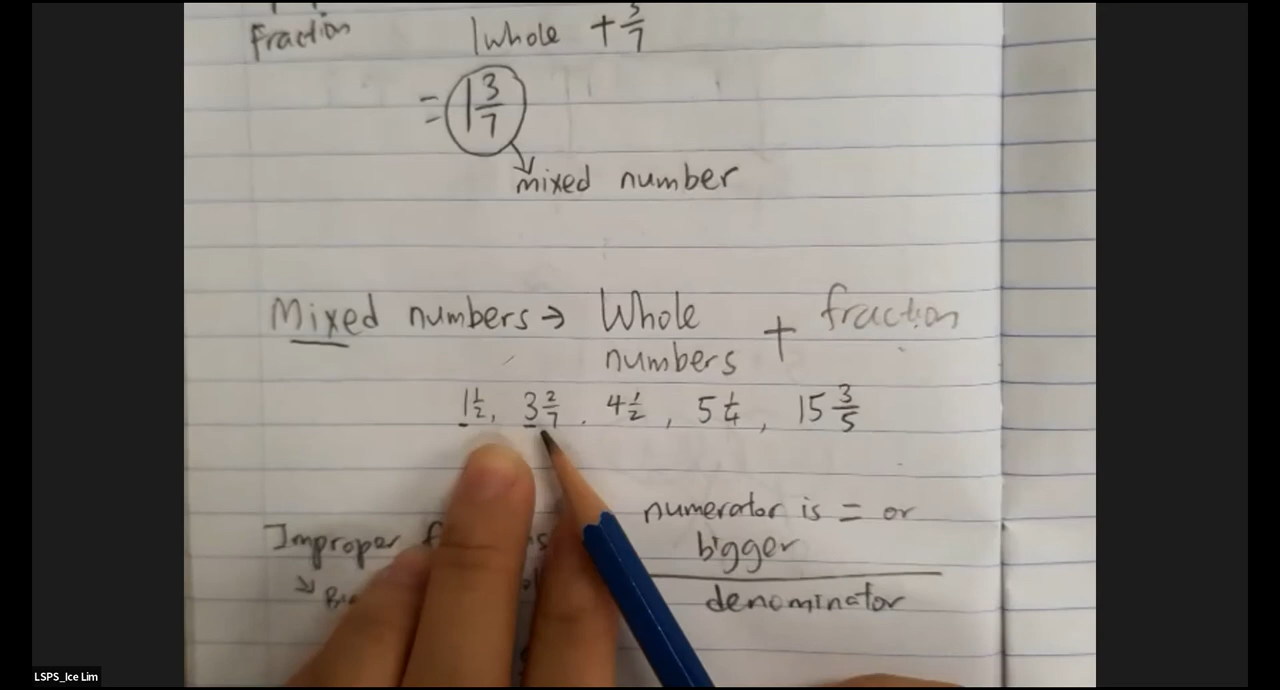 Fraction 1 whole + 3/7
= 1 3/7
mixed number
Mixed numbers → Whole numbers + fraction
1 1/2, 3 2/7, 4 1/2, 5 1/4, 15 3/5
Improper
numerator is = or
bigger
denominator
LSPS_Ice Lim